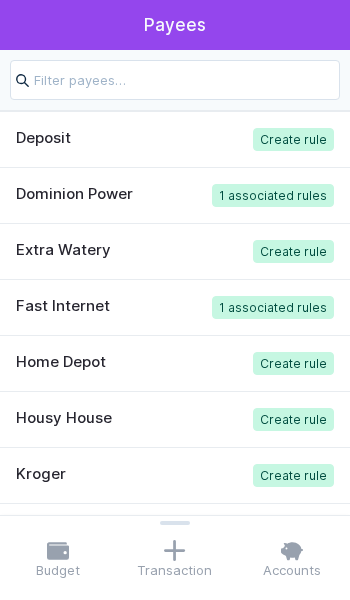 Payees
Filter payees...
Deposit
Create rule
Dominion Power
1 associated rules
Extra Watery
Create rule
Fast Internet
1 associated rules
Home Depot
Create rule
Housy House
Create rule
Kroger
Create rule
Budget
Transaction
Accounts